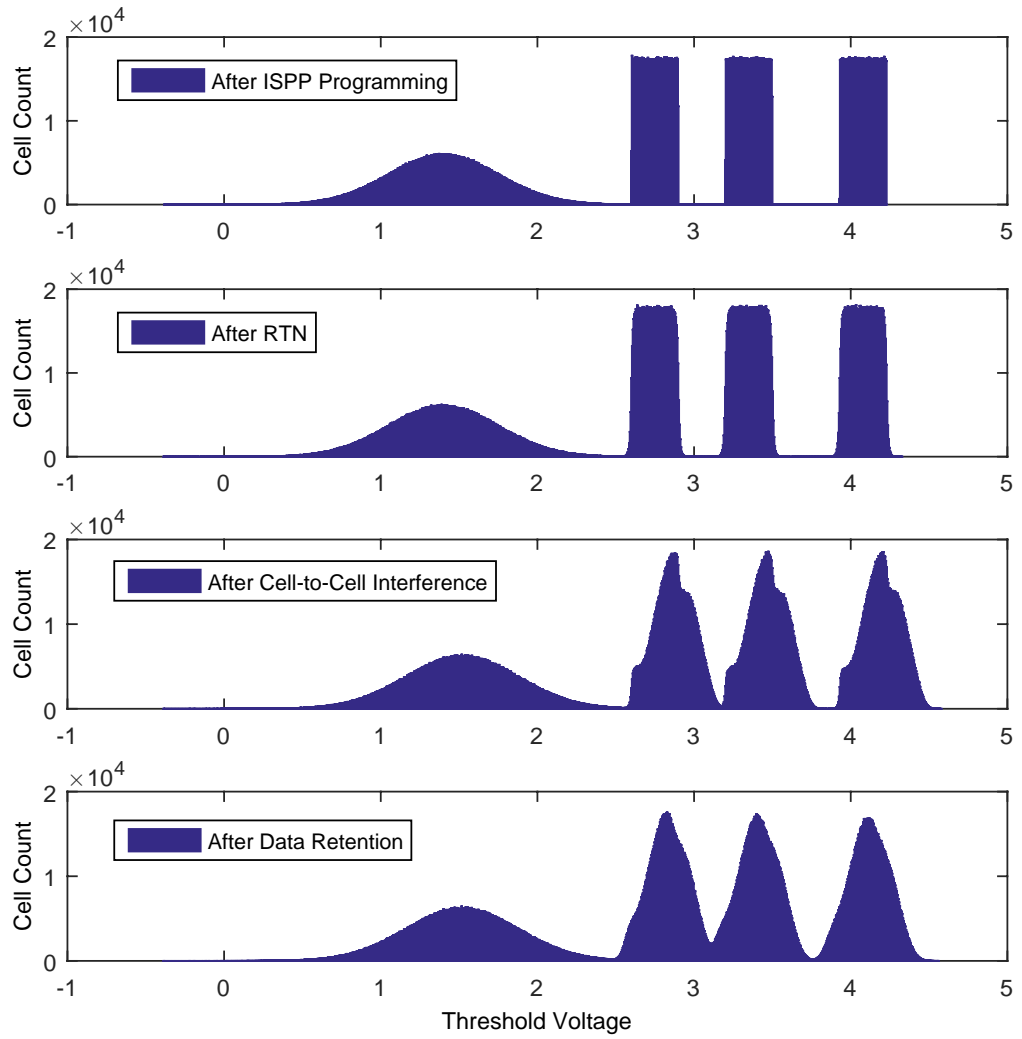 ×10^4
2
1
0
Cell Count
After ISPP Programming
-1 0 1 2 3 4 5
×10^4
2
1
0
Cell Count
After RTN
-1 0 1 2 3 4 5
×10^4
2
1
0
Cell Count
After Cell-to-Cell Interference
-1 0 1 2 3 4 5
×10^4
2
1
0
Cell Count
After Data Retention
-1 0 1 2 3 4 5
Threshold Voltage